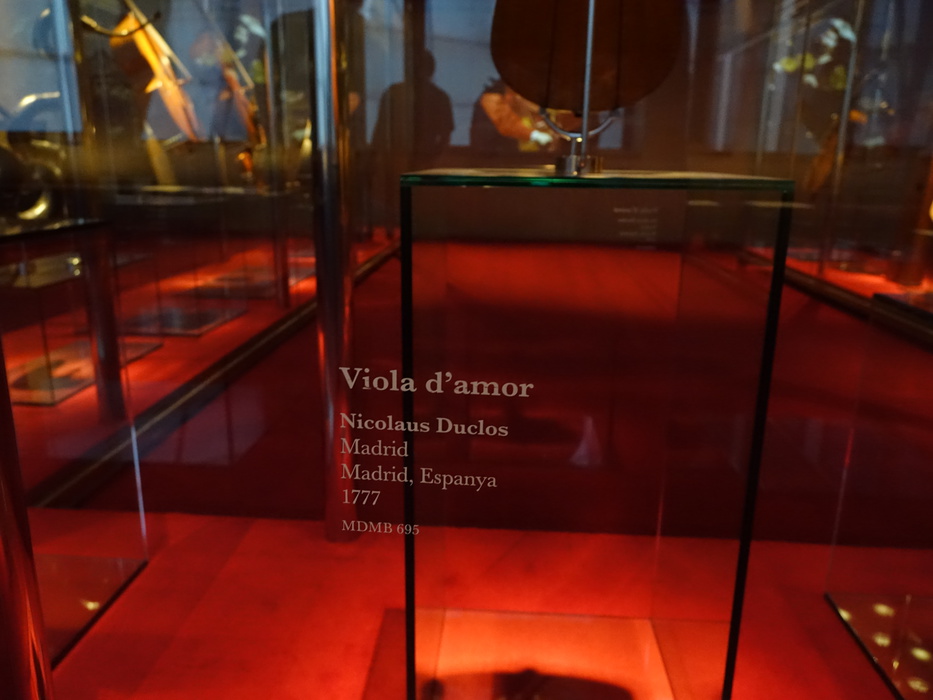 Viola d'amor
Nicolaus Duclos
Madrid
Madrid, Espanya
1777
MDMB 695